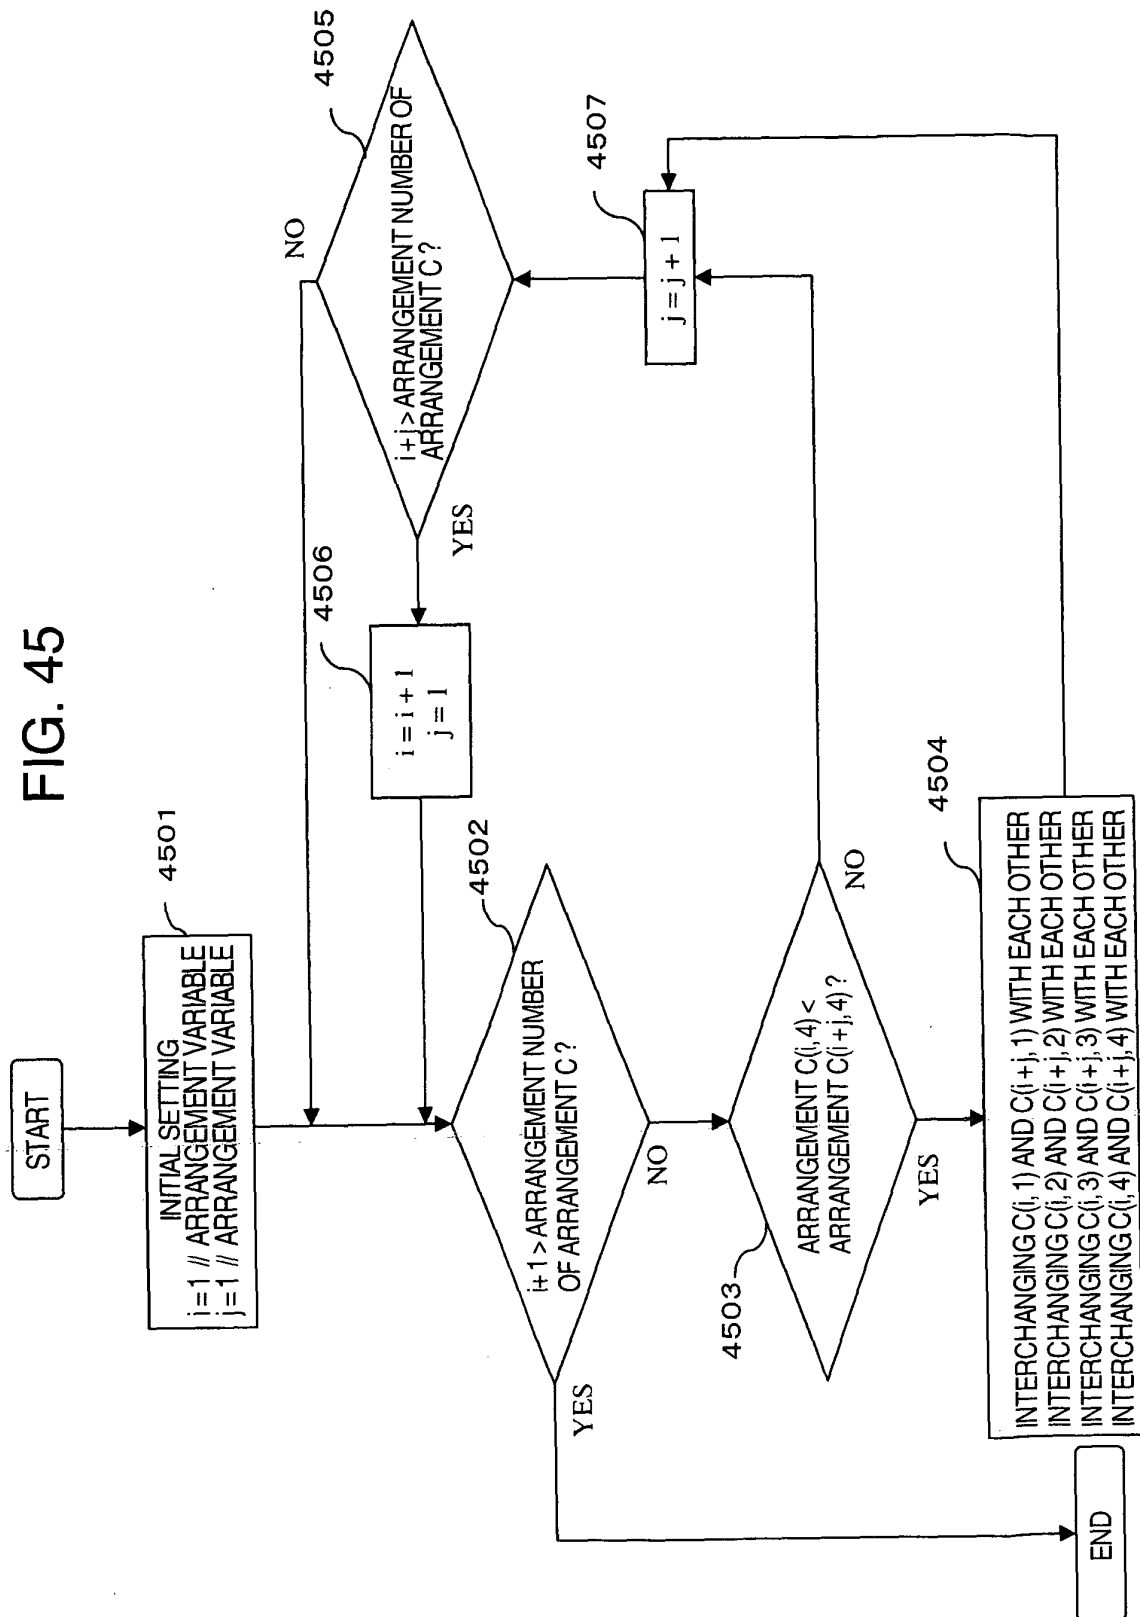 FIG. 45
START
4501
INITIAL SETTING
i=1 // ARRANGEMENT VARIABLE
j=1 // ARRANGEMENT VARIABLE
4502
i+1 > ARRANGEMENT NUMBER
OF ARRANGEMENT C ?
YES
NO
4503
ARRANGEMENT C(i, 4) <
ARRANGEMENT C(i+j, 4) ?
YES
NO
4504
INTERCHANGING C(i, 1) AND C(i+j, 1) WITH EACH OTHER
INTERCHANGING C(i, 2) AND C(i+j, 2) WITH EACH OTHER
INTERCHANGING C(i, 3) AND C(i+j, 3) WITH EACH OTHER
INTERCHANGING C(i, 4) AND C(i+j, 4) WITH EACH OTHER
4505
i+j > ARRANGEMENT NUMBER OF
ARRANGEMENT C ?
NO
YES
4506
i = i + 1
j = 1
4507
j = j + 1
END